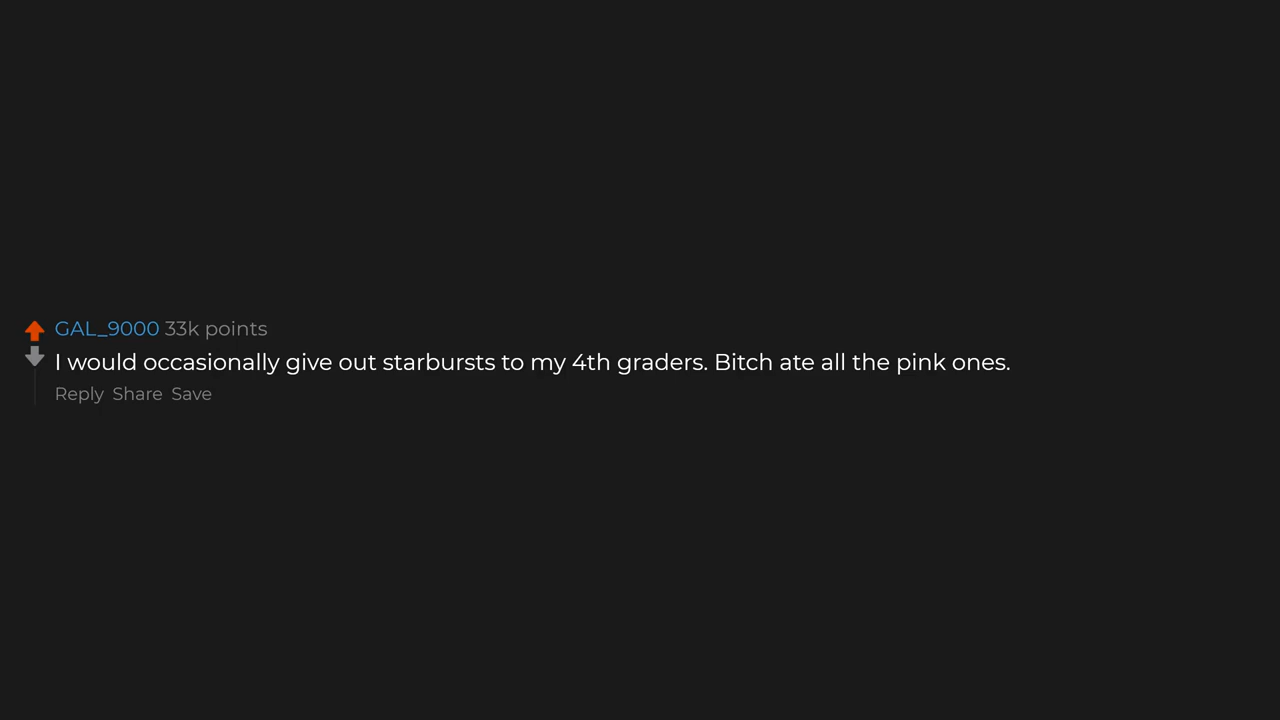 GAL_9000 33k points
I would occasionally give out starbursts to my 4th graders. Bitch ate all the pink ones.
Reply Share Save